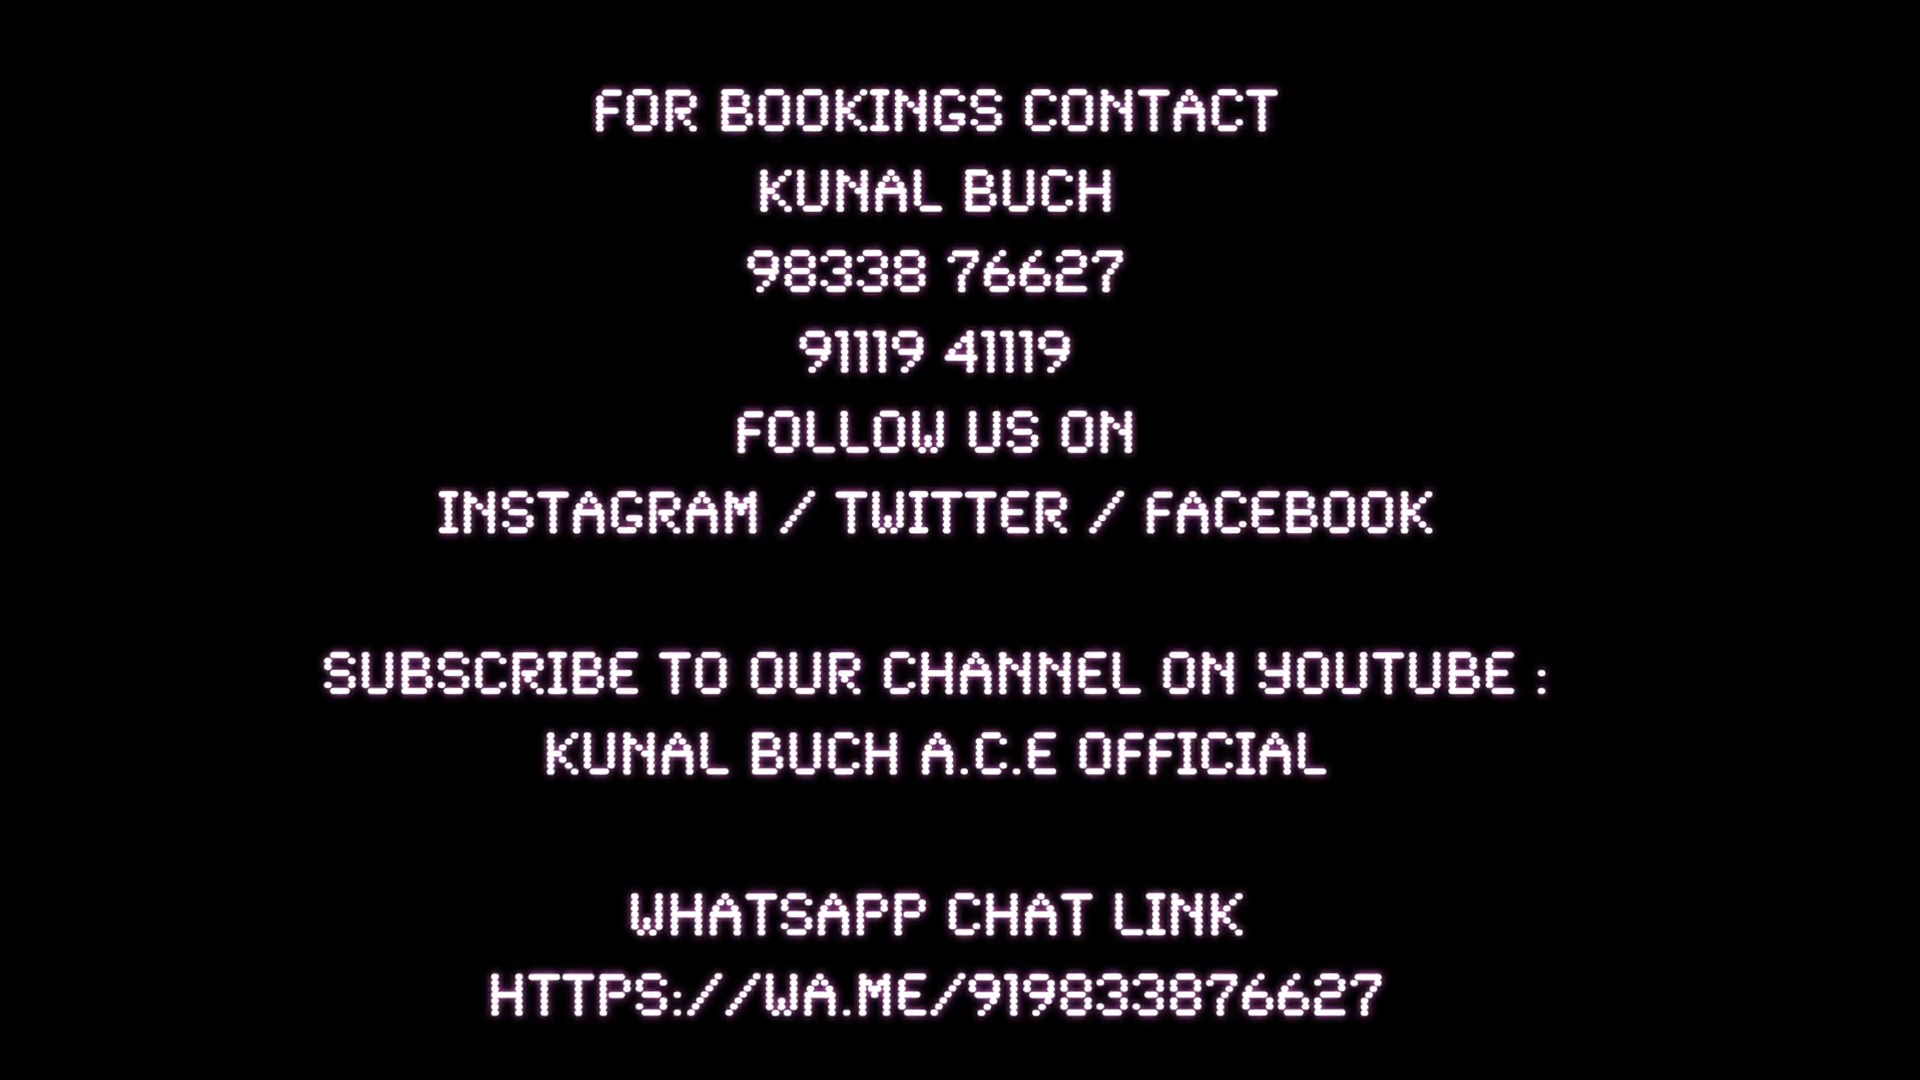 FOR BOOKINGS CONTACT
KUNAL BUCH
98338 76627
91119 41119
FOLLOW US ON
INSTAGRAM / TWITTER / FACEBOOK
SUBSCRIBE TO OUR CHANNEL ON YOUTUBE :
KUNAL BUCH A.C.E OFFICIAL
WHATSAPP CHAT LINK
HTTPS://WA.ME/919833876627